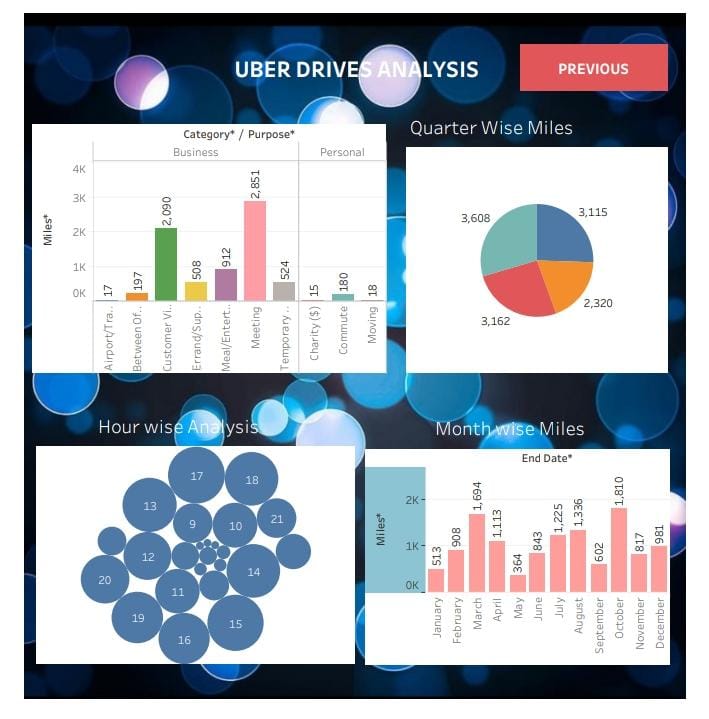 UBER DRIVES ANALYSIS
PREVIOUS
Category* / Purpose*
Business
Personal
Miles*
4K
3K
2K
1K
0K
17
197
2,090
508
912
2,851
524
15
180
18
Airport/Tra..
Between Of..
Customer Vi..
Errand/Sup..
Meal/Entert..
Meeting
Temporary ..
Charity ($)
Commute
Moving
Quarter Wise Miles
3,608
3,115
3,162
2,320
Hour wise Analysis
17
18
13
9
10
21
12
14
20
11
19
15
16
Month wise Miles
End Date*
Miles*
2K
1K
0K
513
908
1,694
1,113
364
843
1,225
1,336
602
1,810
817
981
January
February
March
April
May
June
July
August
September
October
November
December